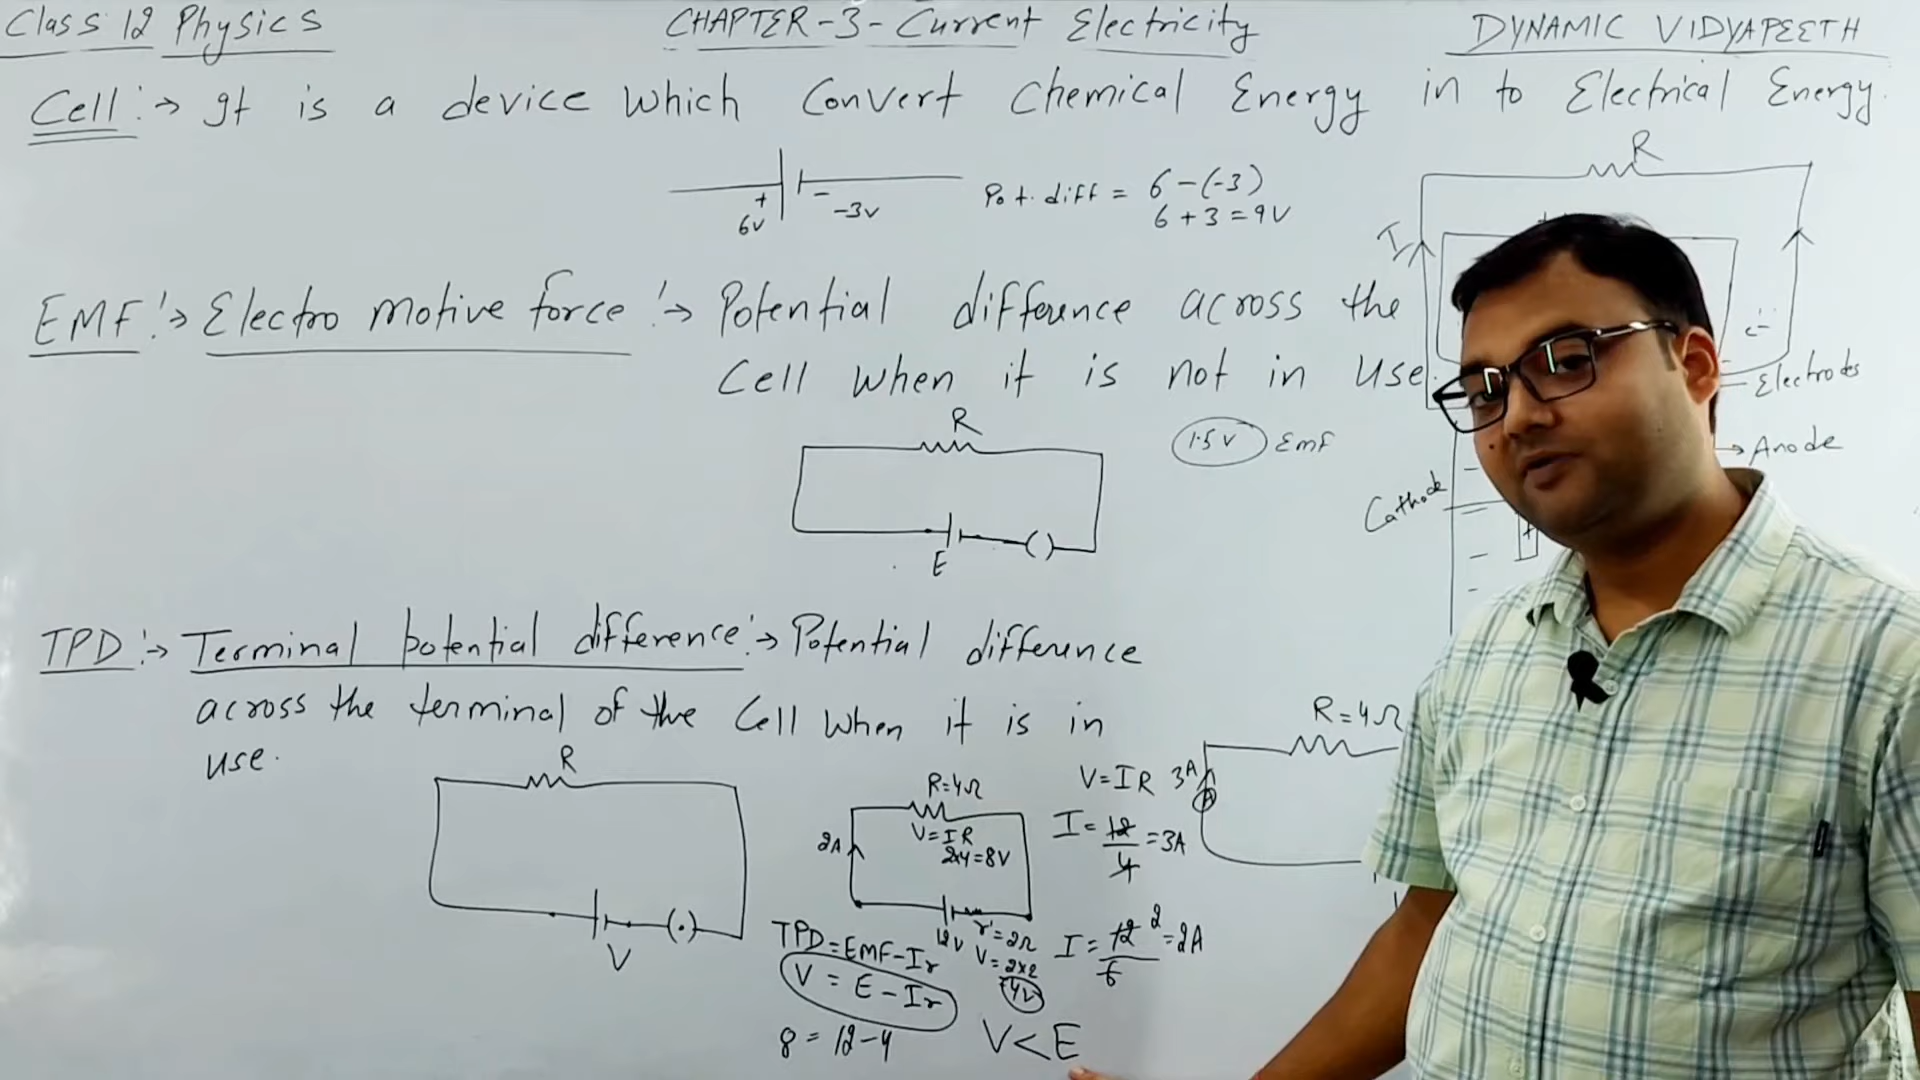 Class 12 Physics
CHAPTER-3-Current Electricity
DYNAMIC VIDYAPEETH
Cell:→ It is a device which Convert Chemical Energy in to Electrical Energy.
R
+
6v
-
-3v
Pot. diff = 6-(-3)
6+3=9V
I
EMF:→ Electro motive force:→ Potential difference across the
Cell when it is not in use.
e-
Electrodes
R
1.5v Emf
→Anode
Cathode
E
TPD:→ Terminal potential difference:→ Potential difference
across the terminal of the Cell when it is in
use.
R
V
R=4Ω
V=IR
2x4=8V
2A
12v
r=2Ω
V=2x2
4v
V=IR
I=12/4=3A
I=12/6 2=2A
3A
A
R=4Ω
TPD=EMF-Ir
V=E-Ir
8=12-4
V<E